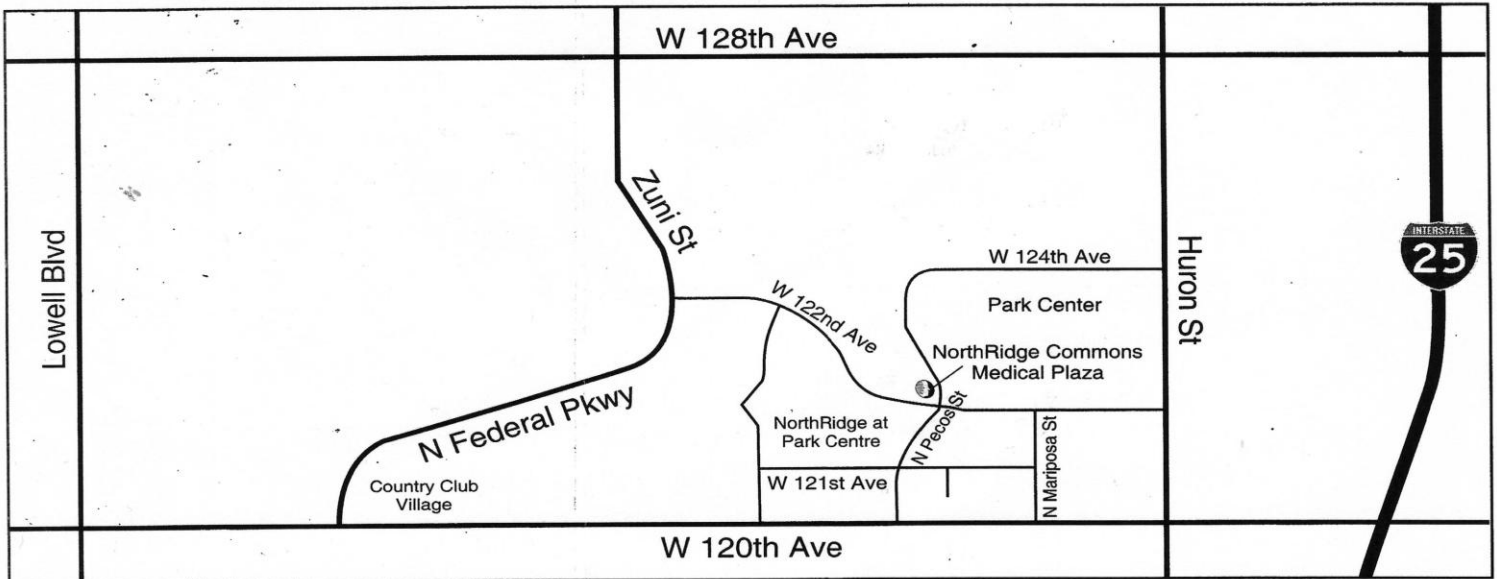 W 128th Ave
Zuni St
Lowell Blvd
Huron St
INTERSTATE
25
W 124th Ave
Park Center
W 122nd Ave
NorthRidge Commons
Medical Plaza
N Federal Pkwy
NorthRidge at
Park Centre
N Pecos St
N Mariposa St
Country Club
Village
W 121st Ave
W 120th Ave